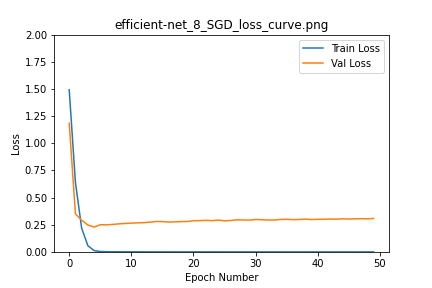 efficient-net_8_SGD_loss_curve.png
Train Loss
Val Loss
2.00
1.75
1.50
1.25
1.00
0.75
0.50
0.25
0.00
Loss
0 10 20 30 40 50
Epoch Number